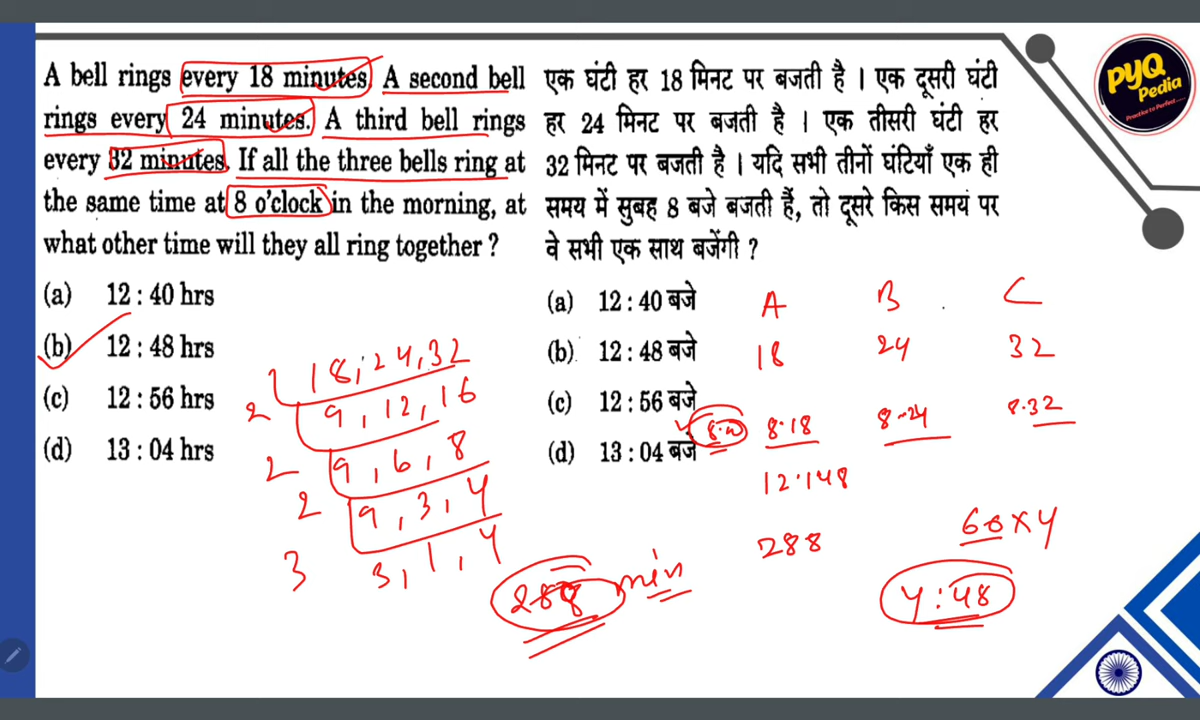 A bell rings every 18 minutes. A second bell
rings every 24 minutes. A third bell rings
every 32 minutes. If all the three bells ring at
the same time at 8 o'clock in the morning, at
what other time will they all ring together ?
(a) 12 : 40 hrs
(b) 12 : 48 hrs
(c) 12 : 56 hrs
(d) 13 : 04 hrs
एक घंटी हर 18 मिनट पर बजती है । एक दूसरी घंटी
हर 24 मिनट पर बजती है । एक तीसरी घंटी हर
32 मिनट पर बजती है । यदि सभी तीनों घंटियाँ एक ही
समय में सुबह 8 बजे बजती हैं, तो दूसरे किस समय पर
वे सभी एक साथ बजेंगी ?
(a) 12 : 40 बजे
(b) 12 : 48 बजे
(c) 12 : 56 बजे
(d) 13 : 04 बजे
PYQ
Pedia
Practice to Perfect
A B C
18 24 32
8.18 8-24 8.32
12.148
288
60×4
4:48
2 18, 24, 32
2 9, 12, 16
2 9, 6, 8
2 9, 3, 4
3 3, 1, 4
288 min